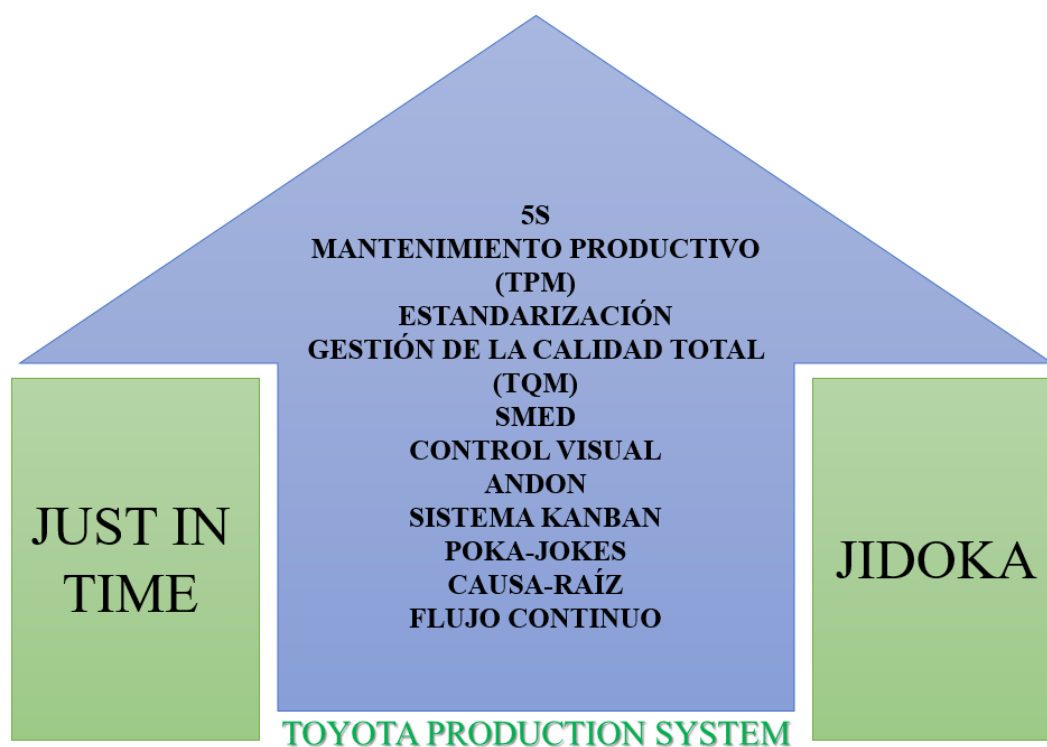 5S
MANTENIMIENTO PRODUCTIVO
(TPM)
ESTANDARIZACIÓN
GESTIÓN DE LA CALIDAD TOTAL
(TQM)
SMED
CONTROL VISUAL
ANDON
SISTEMA KANBAN
POKA-JOKES
CAUSA-RAÍZ
FLUJO CONTINUO
JUST IN
TIME
JIDOKA
TOYOTA PRODUCTION SYSTEM